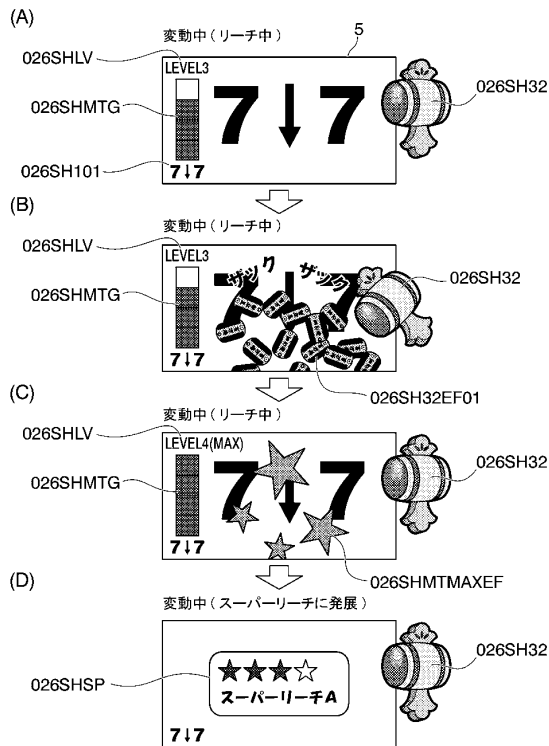 (A)
変動中(リーチ中)
5
026SHLV
LEVEL3
026SHMTG
7↓7
026SH32
026SH101
7↓7
(B)
変動中(リーチ中)
026SHLV
LEVEL3
ザック ザック
026SH32
026SHMTG
7↓7
026SH32EF01
(C)
変動中(リーチ中)
026SHLV
LEVEL4(MAX)
026SHMTG
7↓7
026SH32
7↓7
026SHMTMAXEF
(D)
変動中(スーパーリーチに発展)
026SH32
026SHSP
★★★☆
スーパーリーチA
7↓7